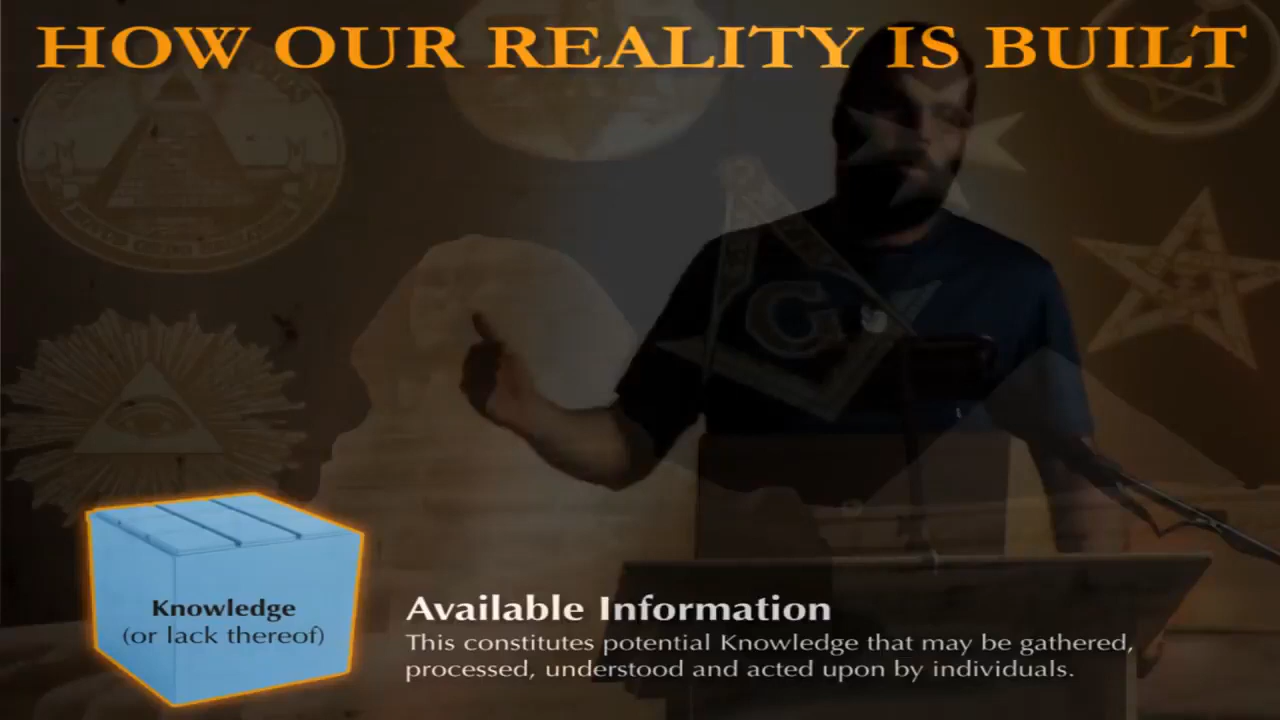 HOW OUR REALITY IS BUILT
G
Knowledge
(or lack thereof)
Available Information
This constitutes potential Knowledge that may be gathered,
processed, understood and acted upon by individuals.